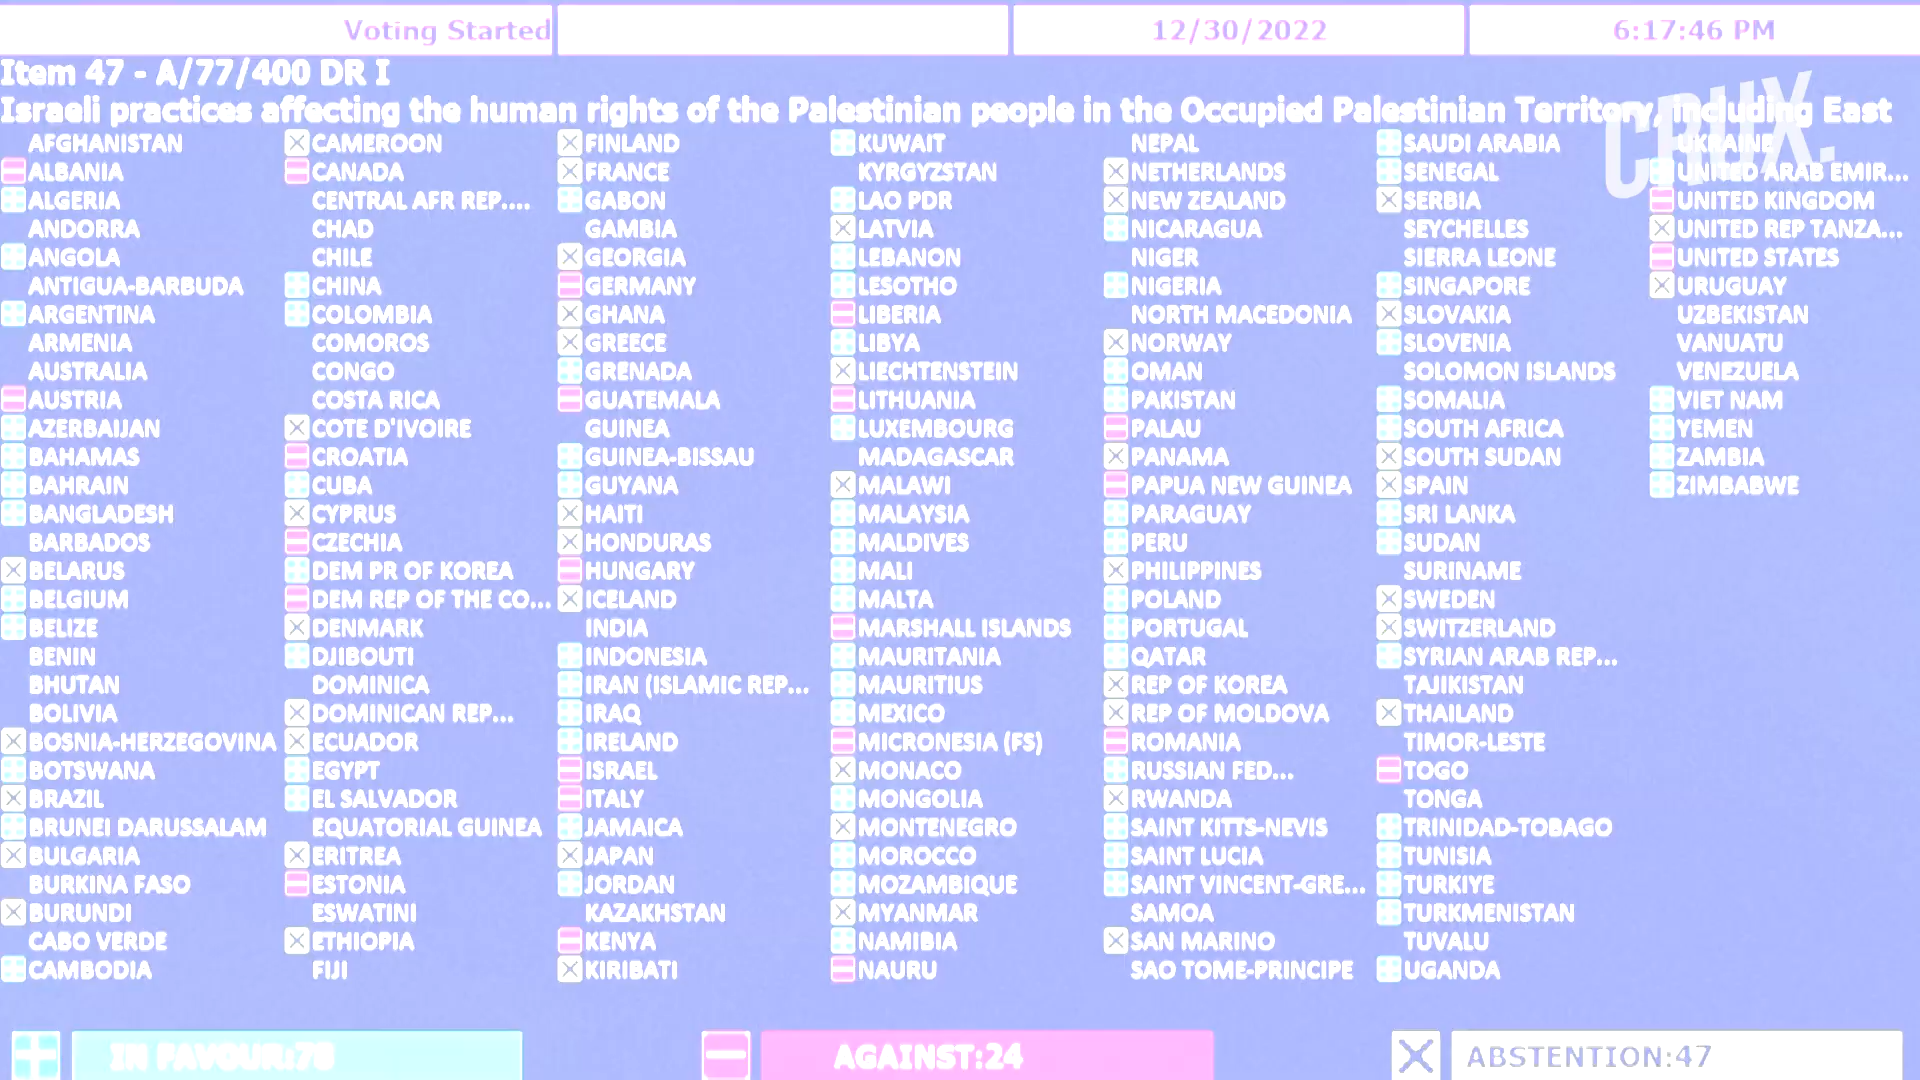 Voting Started 12/30/2022 6:17:46 PM
Item 47 - A/77/400 DR I
Israeli practices affecting the human rights of the Palestinian people in the Occupied Palestinian Territory, including East
CRUX.
AFGHANISTAN
ALBANIA
ALGERIA
ANDORRA
ANGOLA
ANTIGUA-BARBUDA
ARGENTINA
ARMENIA
AUSTRALIA
AUSTRIA
AZERBAIJAN
BAHAMAS
BAHRAIN
BANGLADESH
BARBADOS
BELARUS
BELGIUM
BELIZE
BENIN
BHUTAN
BOLIVIA
BOSNIA-HERZEGOVINA
BOTSWANA
BRAZIL
BRUNEI DARUSSALAM
BULGARIA
BURKINA FASO
BURUNDI
CABO VERDE
CAMBODIA
CAMEROON
CANADA
CENTRAL AFR REP....
CHAD
CHILE
CHINA
COLOMBIA
COMOROS
CONGO
COSTA RICA
COTE D'IVOIRE
CROATIA
CUBA
CYPRUS
CZECHIA
DEM PR OF KOREA
DEM REP OF THE CO...
DENMARK
DJIBOUTI
DOMINICA
DOMINICAN REP...
ECUADOR
EGYPT
EL SALVADOR
EQUATORIAL GUINEA
ERITREA
ESTONIA
ESWATINI
ETHIOPIA
FIJI
FINLAND
FRANCE
GABON
GAMBIA
GEORGIA
GERMANY
GHANA
GREECE
GRENADA
GUATEMALA
GUINEA
GUINEA-BISSAU
GUYANA
HAITI
HONDURAS
HUNGARY
ICELAND
INDIA
INDONESIA
IRAN (ISLAMIC REP...
IRAQ
IRELAND
ISRAEL
ITALY
JAMAICA
JAPAN
JORDAN
KAZAKHSTAN
KENYA
KIRIBATI
KUWAIT
KYRGYZSTAN
LAO PDR
LATVIA
LEBANON
LESOTHO
LIBERIA
LIBYA
LIECHTENSTEIN
LITHUANIA
LUXEMBOURG
MADAGASCAR
MALAWI
MALAYSIA
MALDIVES
MALI
MALTA
MARSHALL ISLANDS
MAURITANIA
MAURITIUS
MEXICO
MICRONESIA (FS)
MONACO
MONGOLIA
MONTENEGRO
MOROCCO
MOZAMBIQUE
MYANMAR
NAMIBIA
NAURU
NEPAL
NETHERLANDS
NEW ZEALAND
NICARAGUA
NIGER
NIGERIA
NORTH MACEDONIA
NORWAY
OMAN
PAKISTAN
PALAU
PANAMA
PAPUA NEW GUINEA
PARAGUAY
PERU
PHILIPPINES
POLAND
PORTUGAL
QATAR
REP OF KOREA
REP OF MOLDOVA
ROMANIA
RUSSIAN FED...
RWANDA
SAINT KITTS-NEVIS
SAINT LUCIA
SAINT VINCENT-GRE...
SAMOA
SAN MARINO
SAO TOME-PRINCIPE
SAUDI ARABIA
SENEGAL
SERBIA
SEYCHELLES
SIERRA LEONE
SINGAPORE
SLOVAKIA
SLOVENIA
SOLOMON ISLANDS
SOMALIA
SOUTH AFRICA
SOUTH SUDAN
SPAIN
SRI LANKA
SUDAN
SURINAME
SWEDEN
SWITZERLAND
SYRIAN ARAB REP...
TAJIKISTAN
THAILAND
TIMOR-LESTE
TOGO
TONGA
TRINIDAD-TOBAGO
TUNISIA
TURKIYE
TURKMENISTAN
TUVALU
UGANDA
UKRAINE
UNITED ARAB EMIR...
UNITED KINGDOM
UNITED REP TANZA...
UNITED STATES
URUGUAY
UZBEKISTAN
VANUATU
VENEZUELA
VIET NAM
YEMEN
ZAMBIA
ZIMBABWE
IN FAVOUR:78 AGAINST:24 ABSTENTION:47